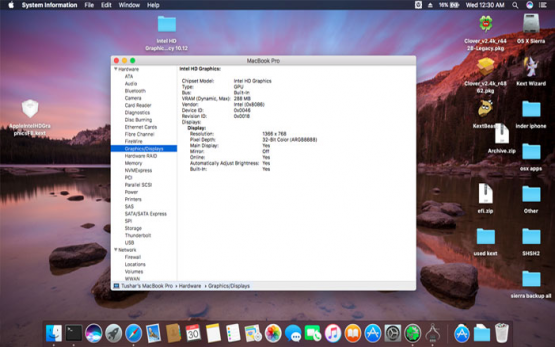 System Information File Edit Window Help
16% Wed 12:30 AM
Intel HD
Graphic...cy 10.12
Clover_v2.4k_r44
28-Legacy.pkg
OS X Sierra
Kext Wizard
inder iphone
Archive.zip
osx apps
efi.zip
Other
used kext
SHSH2
sierra backup all
MacBook Pro
Hardware
ATA
Audio
Bluetooth
Camera
Card Reader
Diagnostics
Disc Burning
Ethernet Cards
Fibre Channel
FireWire
Graphics/Displays
Hardware RAID
Memory
NVMExpress
PCI
Parallel SCSI
Power
Printers
SAS
SATA/SATA Express
SPI
Storage
Thunderbolt
USB
Network
Firewall
Locations
Volumes
WWAN
Intel HD Graphics:
Chipset Model: Intel HD Graphics
Type: GPU
Bus: Built-In
VRAM (Dynamic, Max): 288 MB
Vendor: Intel (0x8086)
Device ID: 0x0046
Revision ID: 0x0018
Displays:
Display:
Resolution: 1366 x 768
Pixel Depth: 32-Bit Color (ARGB8888)
Main Display: Yes
Mirror: Off
Online: Yes
Automatically Adjust Brightness: Yes
Built-In: Yes
Tushar's MacBook Pro › Hardware › Graphics/Displays
30